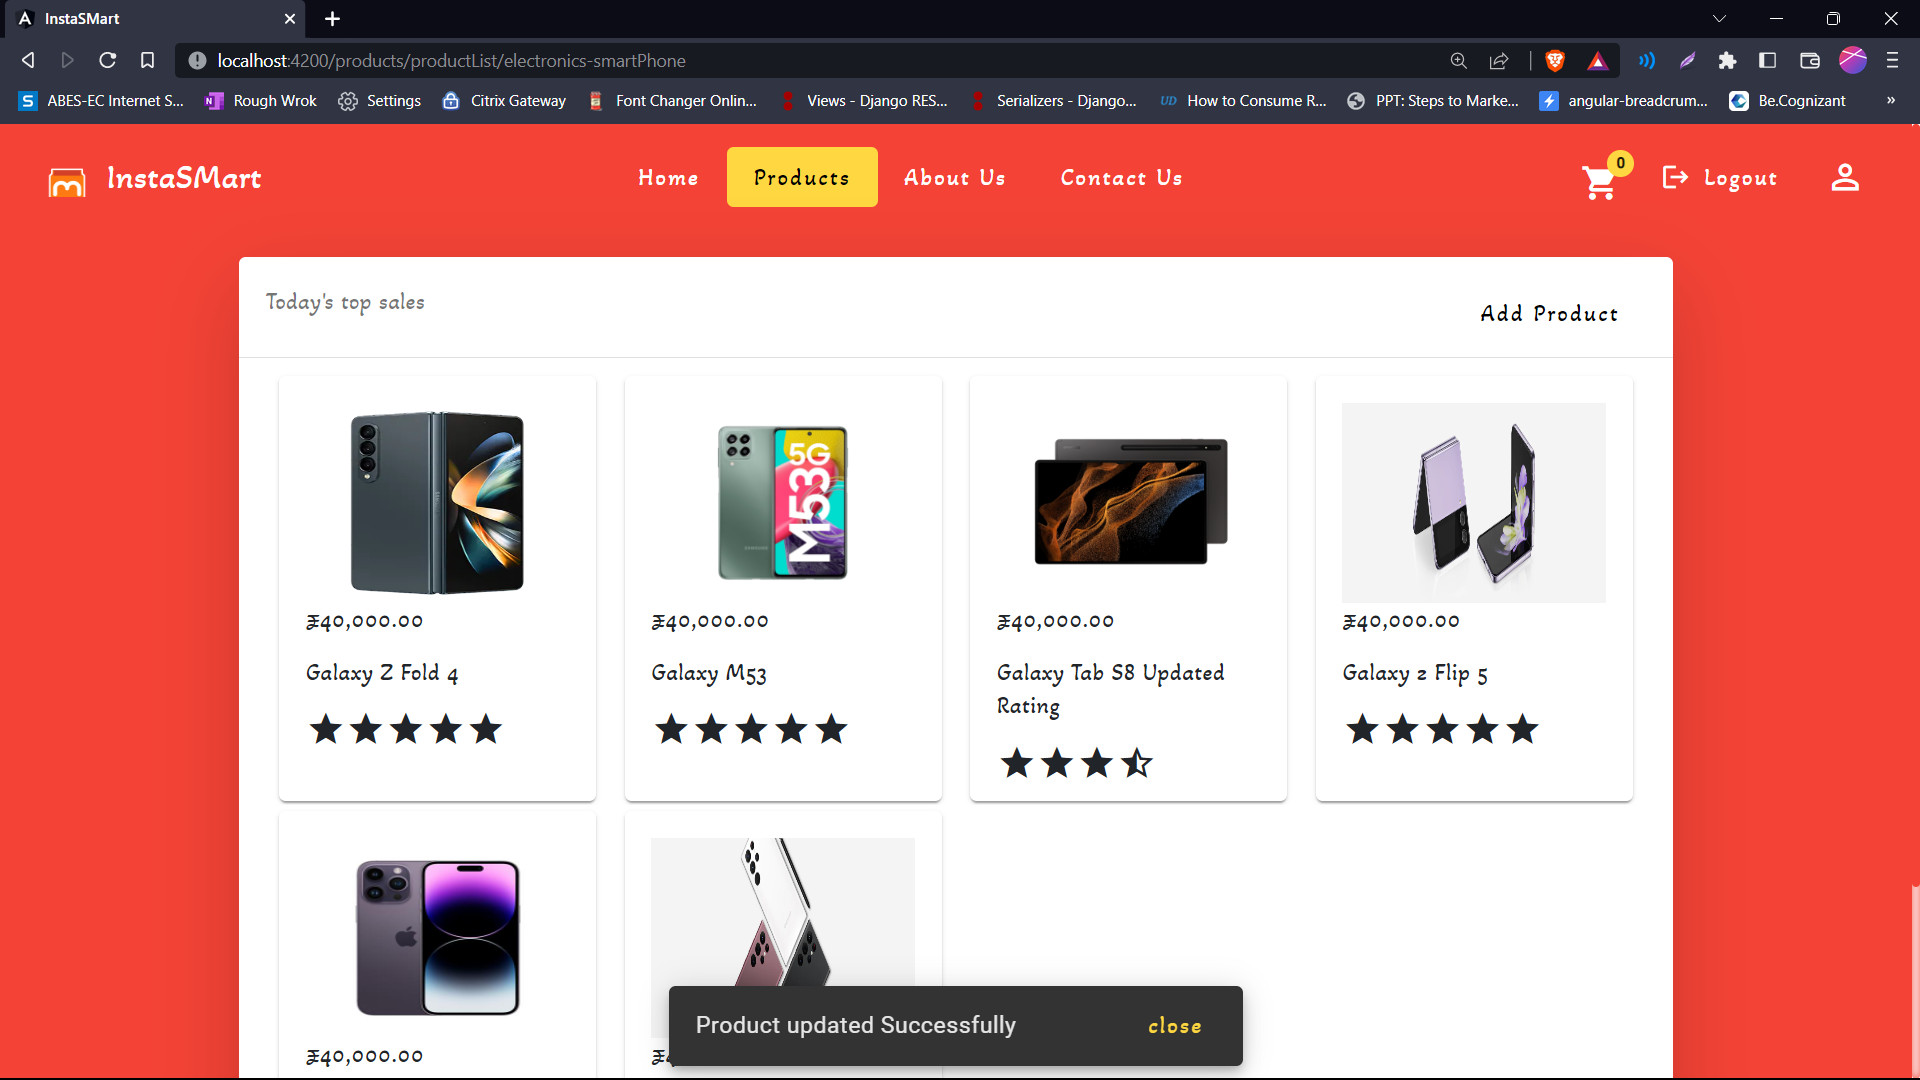 InstaSMart
localhost:4200/products/productList/electronics-smartPhone
ABES-EC Internet S... Rough Wrok Settings Citrix Gateway Font Changer Onlin... Views - Django RES... Serializers - Django... UD How to Consume R... PPT: Steps to Marke... angular-breadcrum... Be.Cognizant »
InstaSMart Home Products About Us Contact Us 0 Logout
Today's top sales
Add Product
5G
M53
₹40,000.00 ₹40,000.00 ₹40,000.00 ₹40,000.00
Galaxy Z Fold 4 Galaxy M53 Galaxy Tab S8 Updated Galaxy z Flip 5
Rating
Product updated Successfully close
₹40,000.00